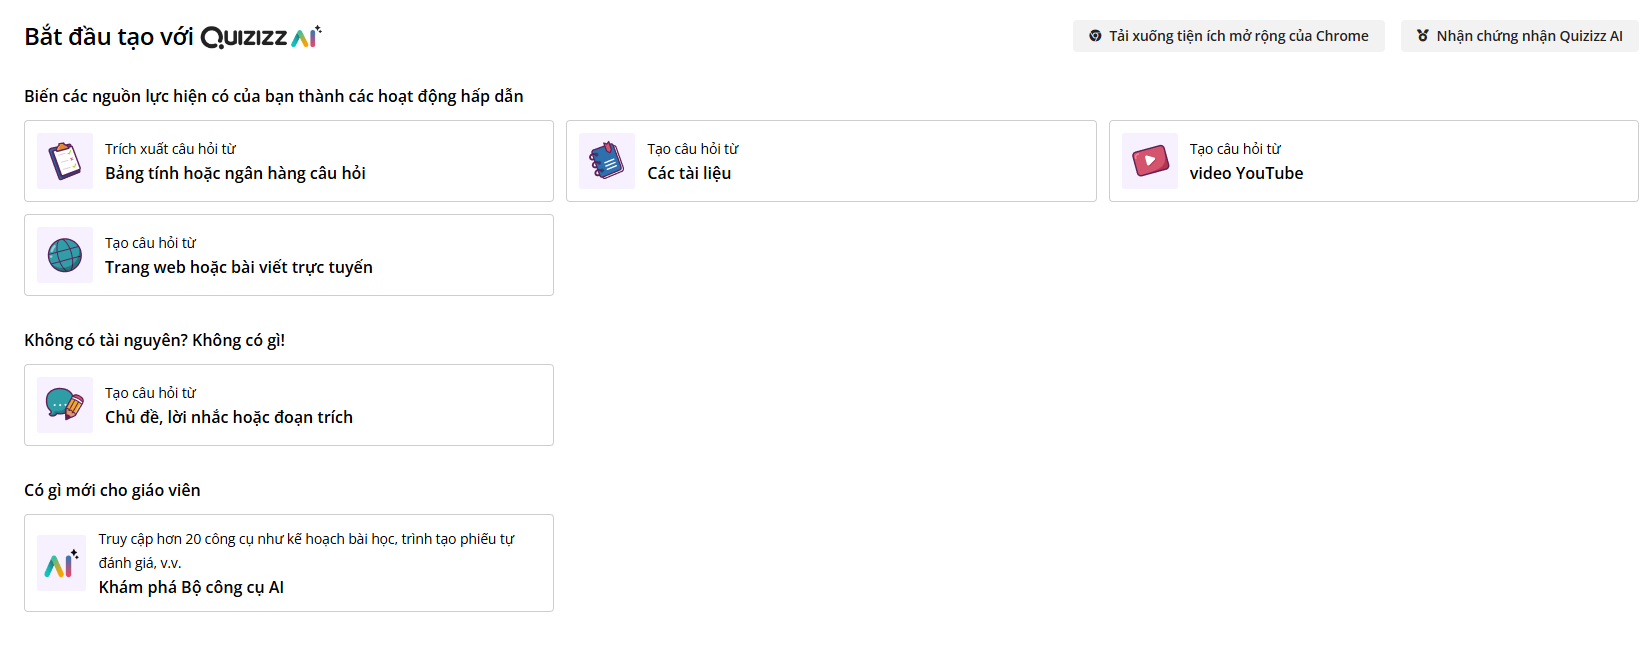 Bắt đầu tạo với QUIZIZZ AI
Tải xuống tiện ích mở rộng của Chrome
Nhận chứng nhận Quizizz AI
Biến các nguồn lực hiện có của bạn thành các hoạt động hấp dẫn
Trích xuất câu hỏi từ
Bảng tính hoặc ngân hàng câu hỏi
Tạo câu hỏi từ
Các tài liệu
Tạo câu hỏi từ
video YouTube
Tạo câu hỏi từ
Trang web hoặc bài viết trực tuyến
Không có tài nguyên? Không có gì!
Tạo câu hỏi từ
Chủ đề, lời nhắc hoặc đoạn trích
Có gì mới cho giáo viên
AI
Truy cập hơn 20 công cụ như kế hoạch bài học, trình tạo phiếu tự
đánh giá, v.v.
Khám phá Bộ công cụ AI